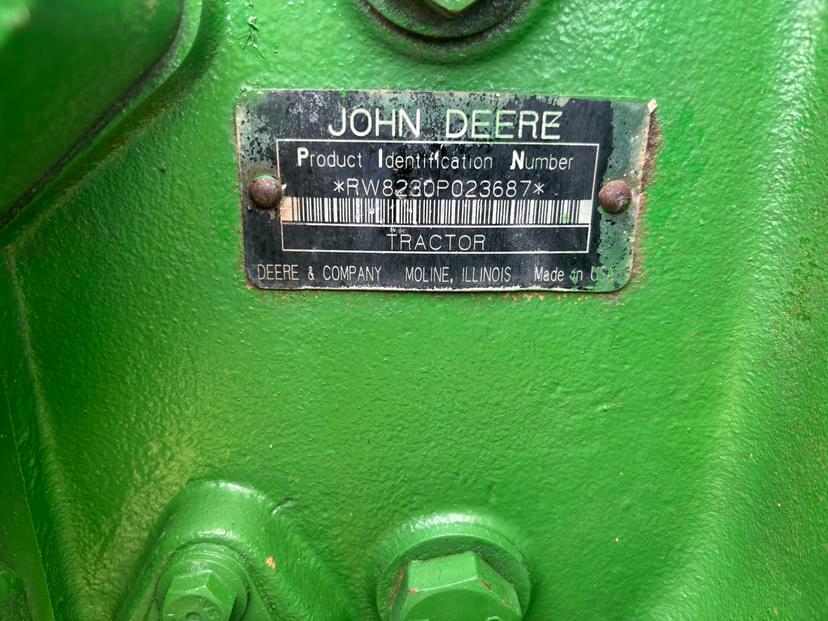 JOHN DEERE
Product Identification Number
*RW8230P023687*
TRACTOR
DEERE & COMPANY MOLINE, ILLINOIS Made in USA